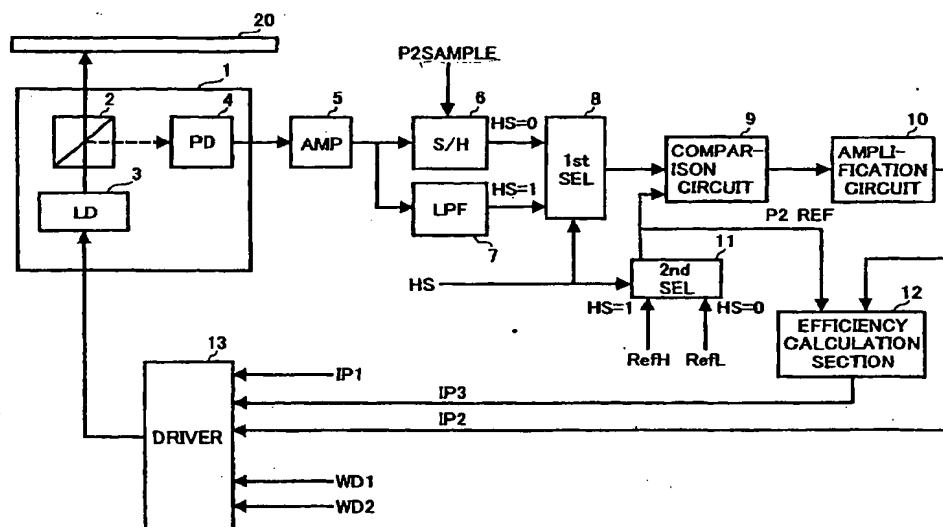 20
P2SAMPLE
1
2
4
5
6
8
9
10
PD
AMP
S/H
HS=0
1st
SEL
COMPAR-
ISON
CIRCUIT
AMPLI-
FICATION
CIRCUIT
3
LD
LPF
HS=1
7
P2 REF
11
HS
2nd
SEL
HS=1
HS=0
12
RefH
RefL
EFFICIENCY
CALCULATION
SECTION
13
DRIVER
IP1
IP3
IP2
WD1
WD2